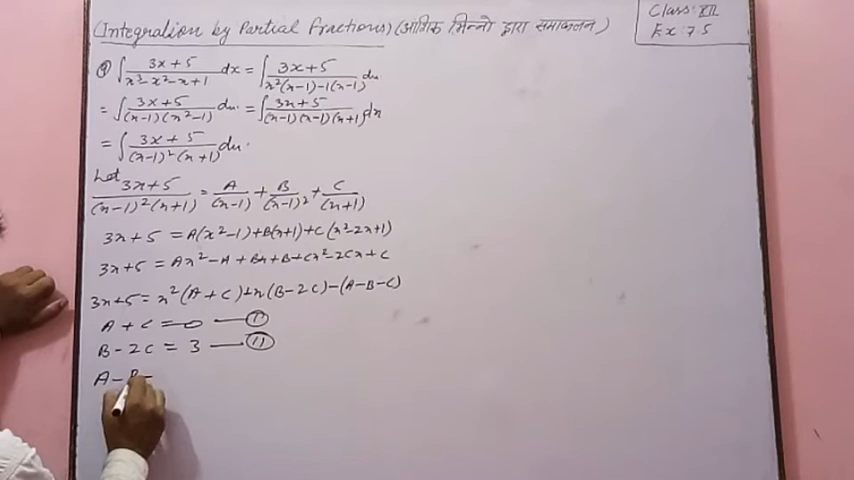 (Integration by Partial Fractions) (आंशिक भिन्नो द्वारा समाकलन)
Class: XII
Ex: 7.5
9) ∫ 3x+5 / x³-x²-x+1 dx = ∫ 3x+5 / x²(x-1)-1(x-1) dx
= ∫ 3x+5 / (x-1)(x²-1) dx = ∫ 3x+5 / (x-1)(x-1)(x+1) dx
= ∫ 3x+5 / (x-1)²(x+1) dx
Let
3x+5 / (x-1)²(x+1) = A/(x-1) + B/(x-1)² + C/(x+1)
3x+5 = A(x²-1)+B(x+1)+C(x²-2x+1)
3x+5 = Ax²-A+Bx+B+Cx²-2Cx+C
3x+5 = x²(A+C)+x(B-2C)-(A-B-C)
A+C=0 —— (i)
B-2C = 3 —— (ii)
A-B-